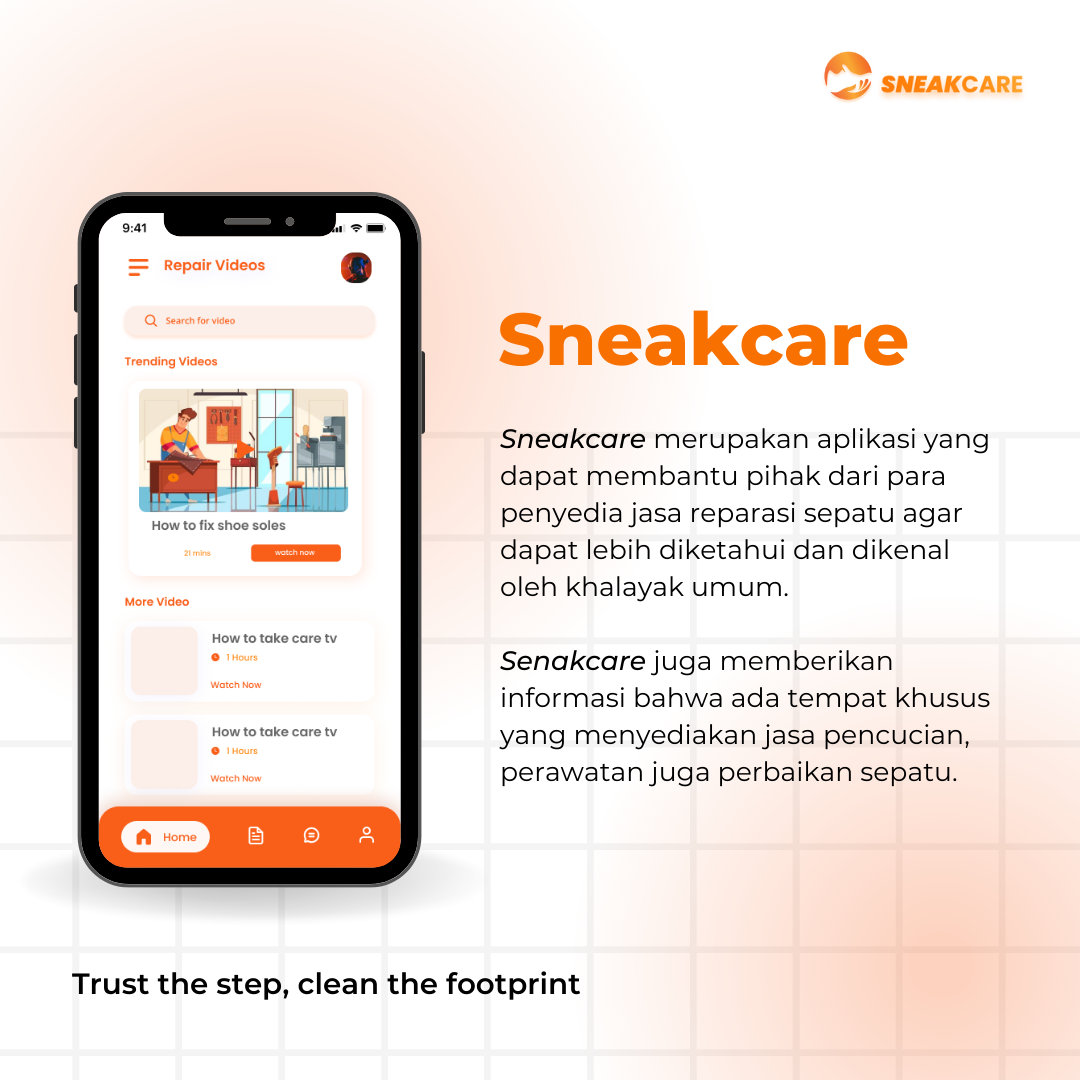 SNEAKCARE
9:41
Repair Videos
Search for video
Trending Videos
How to fix shoe soles
21 mins
watch now
More Video
How to take care tv
1 Hours
Watch Now
How to take care tv
1 Hours
Watch Now
Home
Sneakcare
Sneakcare merupakan aplikasi yang
dapat membantu pihak dari para
penyedia jasa reparasi sepatu agar
dapat lebih diketahui dan dikenal
oleh khalayak umum.
Senakcare juga memberikan
informasi bahwa ada tempat khusus
yang menyediakan jasa pencucian,
perawatan juga perbaikan sepatu.
Trust the step, clean the footprint